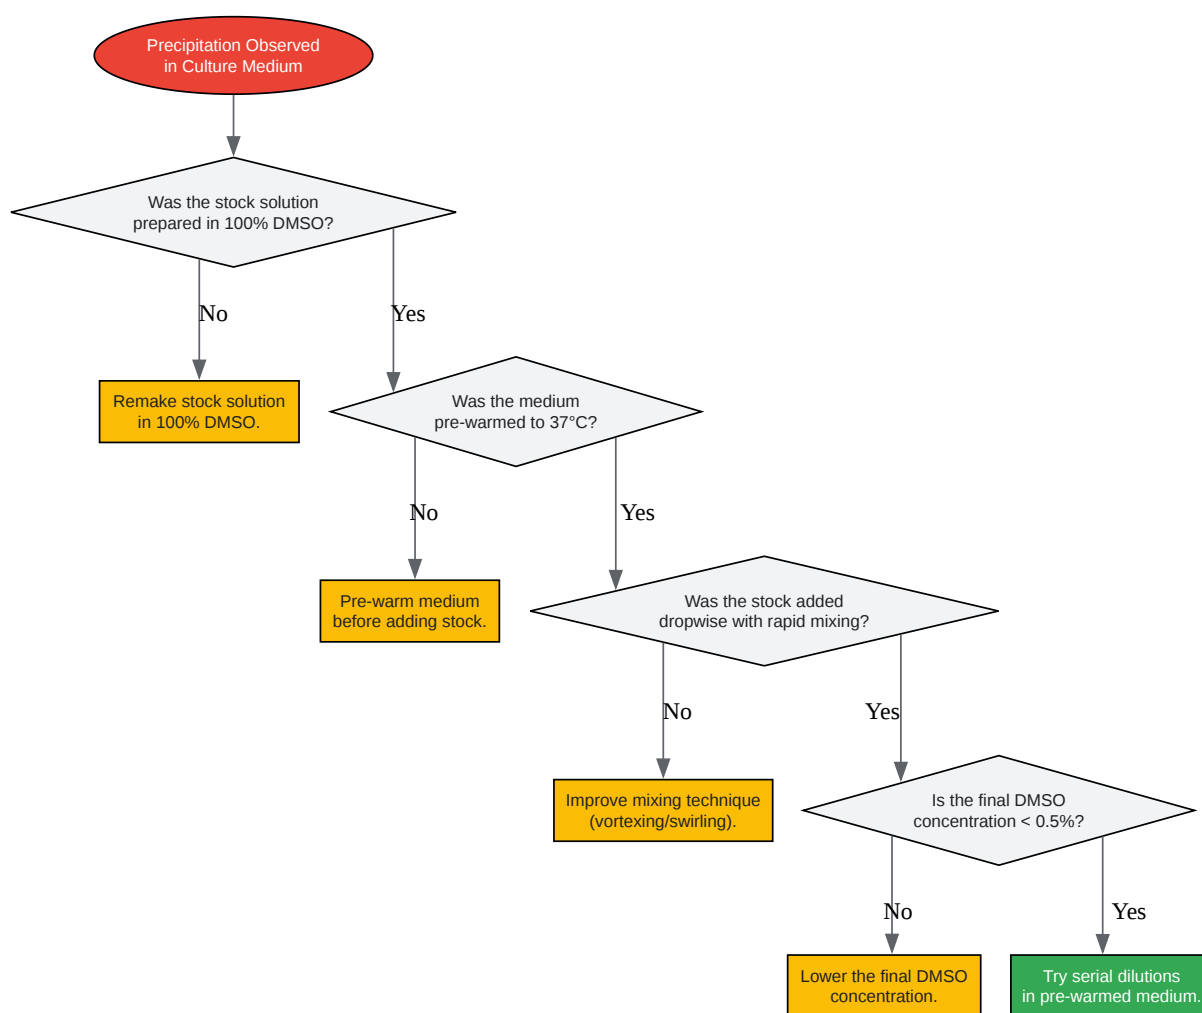 Precipitation Observed
in Culture Medium
Was the stock solution
prepared in 100% DMSO?
No
Yes
Remake stock solution
in 100% DMSO.
Was the medium
pre-warmed to 37°C?
No
Yes
Pre-warm medium
before adding stock.
Was the stock added
dropwise with rapid mixing?
No
Yes
Improve mixing technique
(vortexing/swirling).
Is the final DMSO
concentration < 0.5%?
No
Yes
Lower the final DMSO
concentration.
Try serial dilutions
in pre-warmed medium.